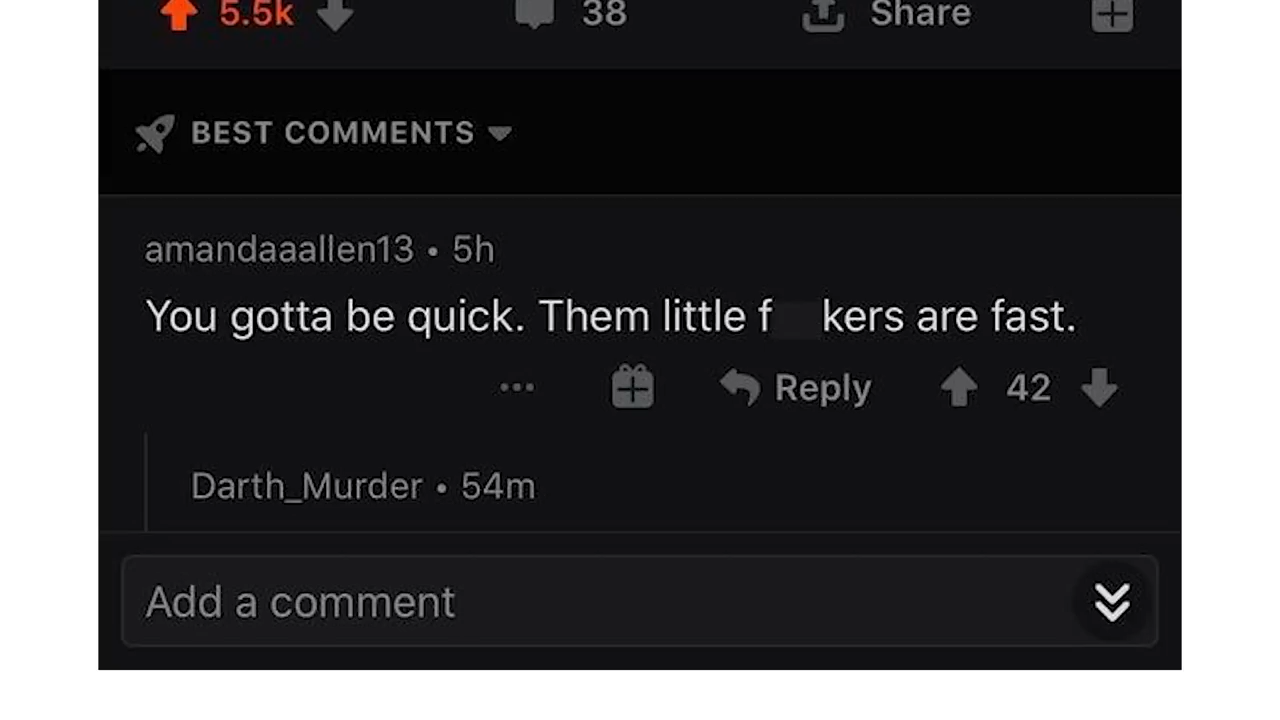 5.5k 38 Share
BEST COMMENTS
amandaaallen13 • 5h
You gotta be quick. Them little f kers are fast.
... Reply 42
Darth_Murder • 54m
Add a comment